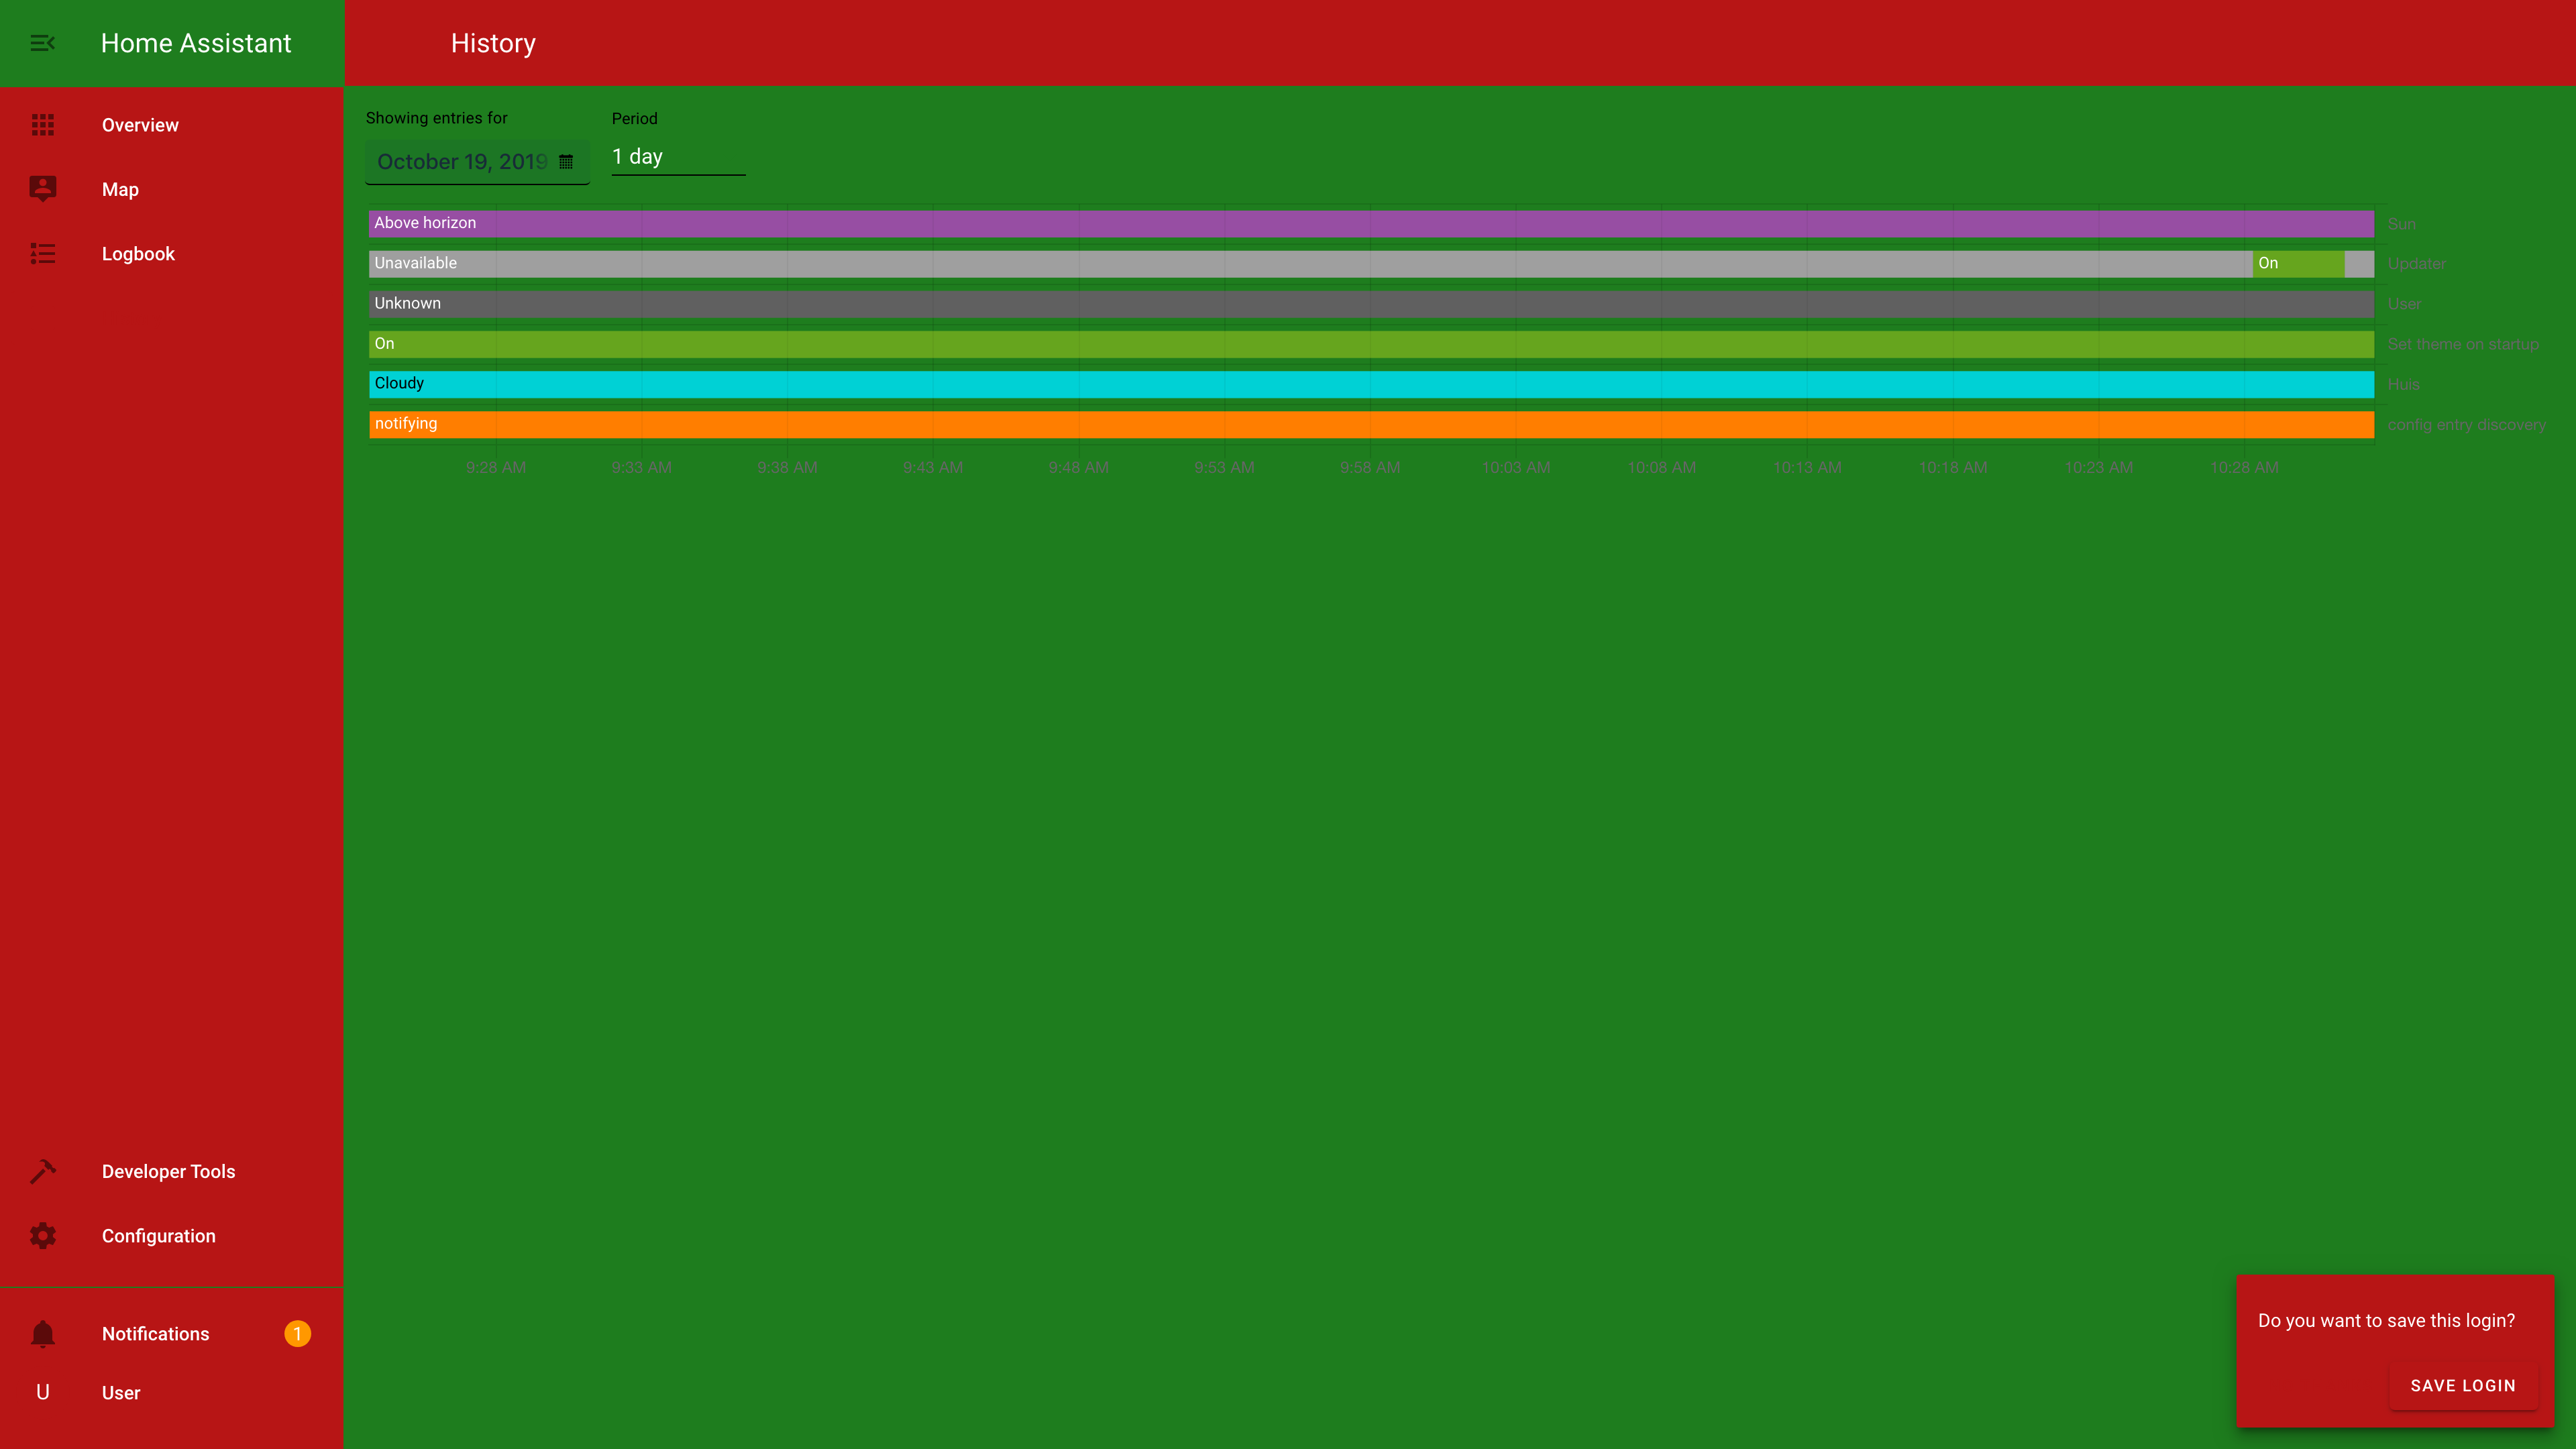 Home Assistant
History
Overview
Map
Logbook
Showing entries for
Period
October 19, 2019
1 day
Above horizon
Sun
Unavailable
On
Updater
Unknown
User
On
Set theme on startup
Cloudy
Huis
notifying
config entry discovery
9:28 AM 9:33 AM 9:38 AM 9:43 AM 9:48 AM 9:53 AM 9:58 AM 10:03 AM 10:08 AM 10:13 AM 10:18 AM 10:23 AM 10:28 AM
Developer Tools
Configuration
Notifications
1
U
User
Do you want to save this login?
SAVE LOGIN